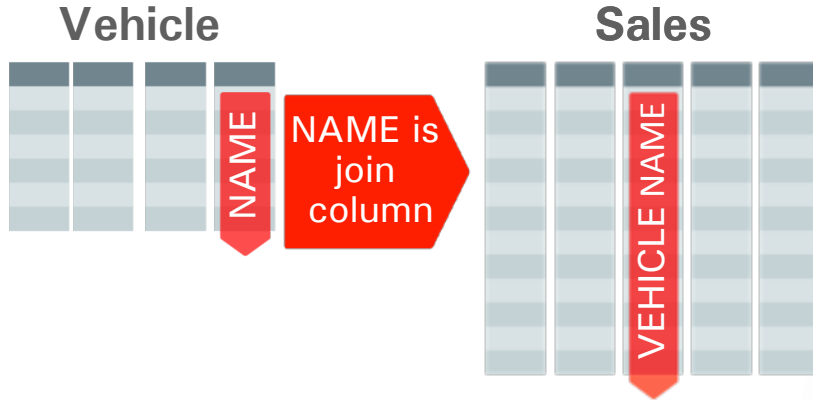 Vehicle
Sales
NAME
NAME is
join
column
VEHICLE NAME